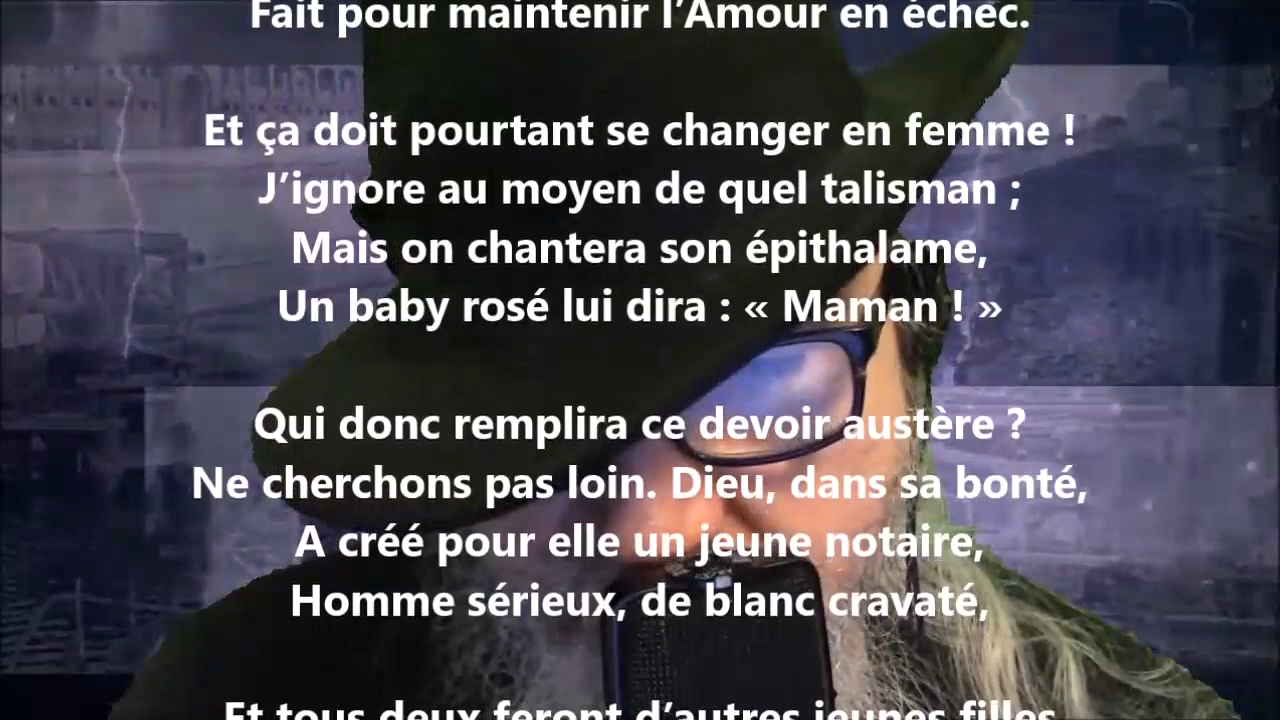 Fait pour maintenir l’Amour en échec.
Et ça doit pourtant se changer en femme !
J’ignore au moyen de quel talisman ;
Mais on chantera son épithalame,
Un baby rosé lui dira : « Maman ! »
Qui donc remplira ce devoir austère ?
Ne cherchons pas loin. Dieu, dans sa bonté,
A créé pour elle un jeune notaire,
Homme sérieux, de blanc cravaté,
Et tous deux feront d’autres jeunes filles